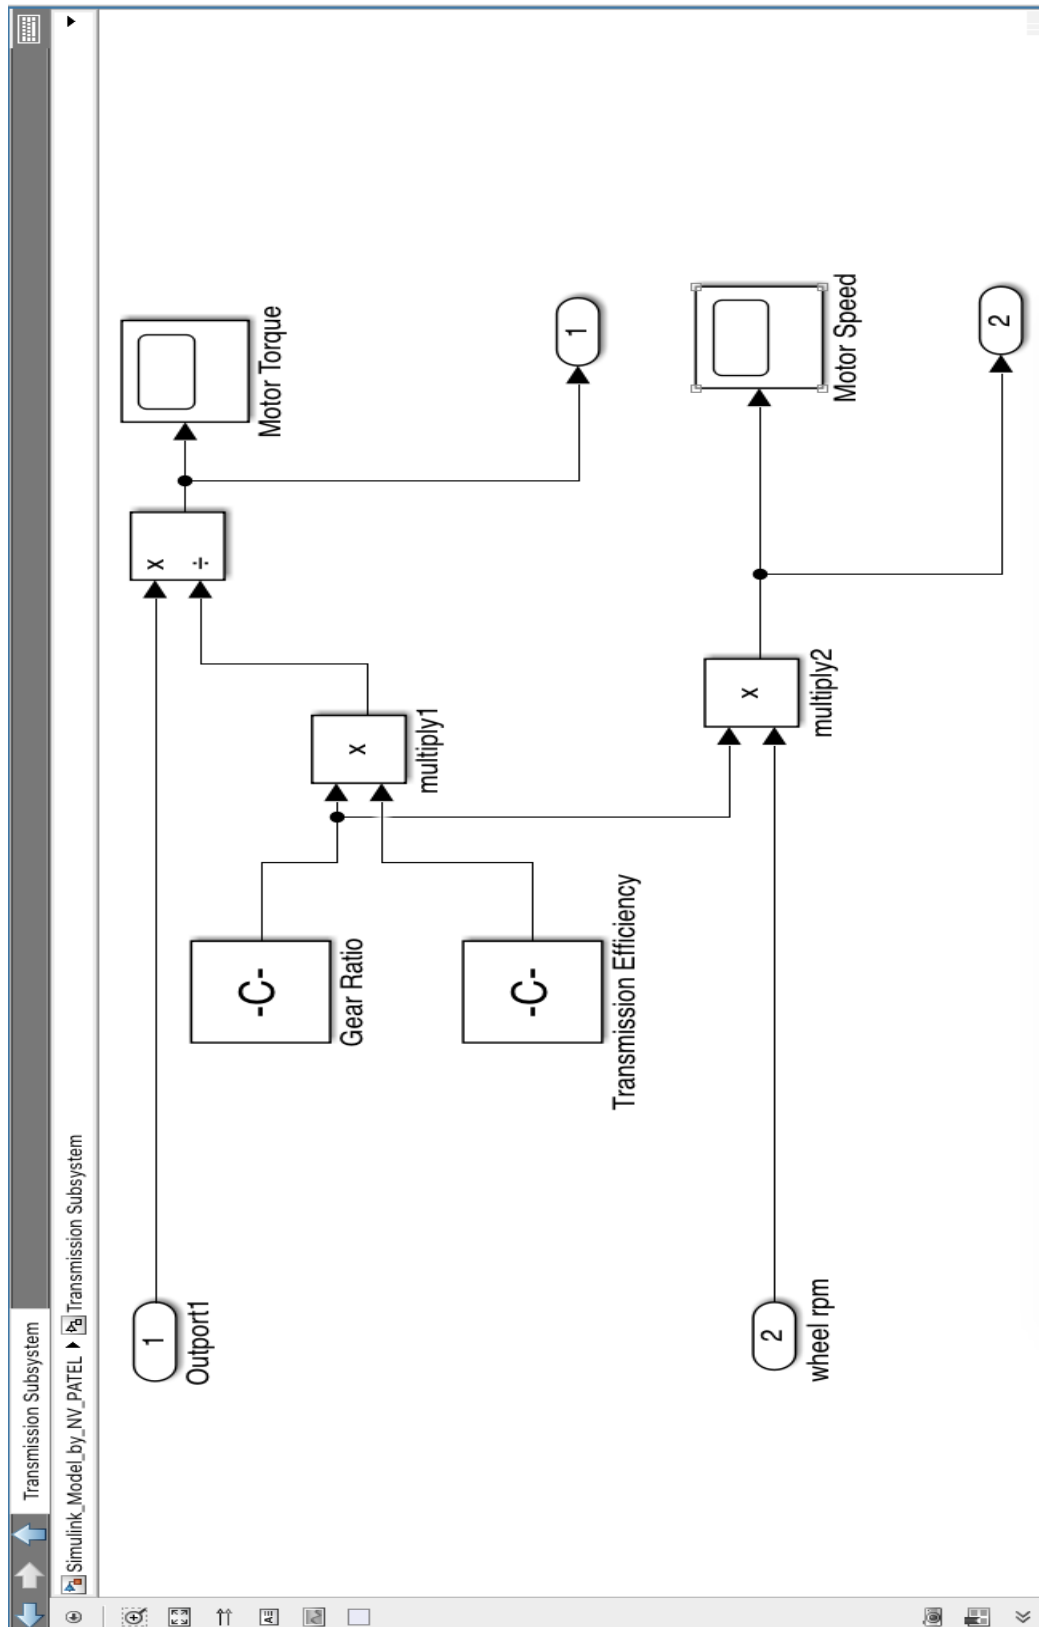 Transmission Subsystem
Simulink_Model_by_NV_PATEL Transmission Subsystem
1
Outport1
x
÷
Motor Torque
-C-
Gear Ratio
x
multiply1
1
-C-
Transmission Efficiency
2
wheel rpm
x
multiply2
Motor Speed
2